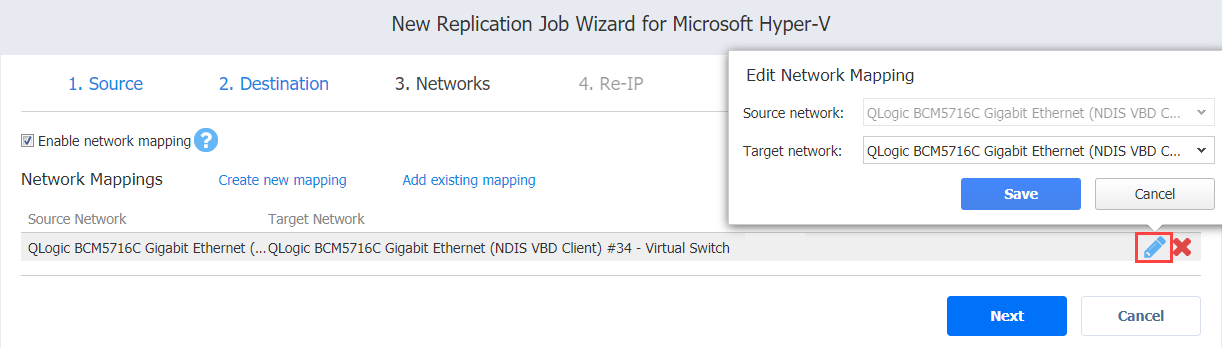 New Replication Job Wizard for Microsoft Hyper-V
1. Source 2. Destination 3. Networks 4. Re-IP
Edit Network Mapping
Source network: QLogic BCM5716C Gigabit Ethernet (NDIS VBD C...
Target network: QLogic BCM5716C Gigabit Ethernet (NDIS VBD C...
Save Cancel
Enable network mapping ?
Network Mappings Create new mapping Add existing mapping
Source Network Target Network
QLogic BCM5716C Gigabit Ethernet (... QLogic BCM5716C Gigabit Ethernet (NDIS VBD Client) #34 - Virtual Switch
Next Cancel